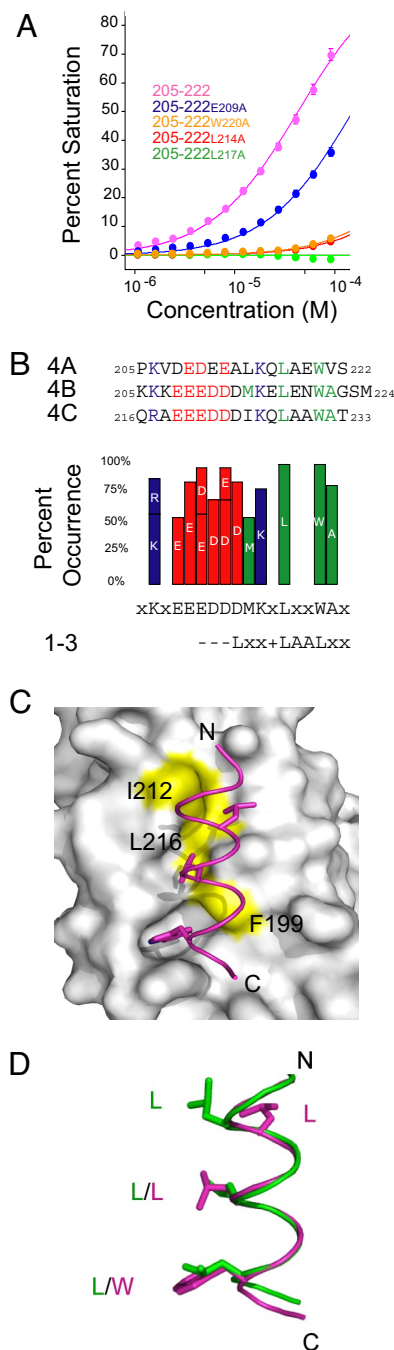 A
Percent Saturation
80
70
60
50
40
30
20
10
0
205-222
205-222E209A
205-222W220A
205-222L214A
205-222L217A
10-6
10-5
10-4
Concentration (M)
B
4A 205PKVDEDEEALKQLAEWVS222
4B 205KKKEEEDDDMKELENWAGSM224
4C 216QRAEEEDDDIKQLAAWAT233
Percent
Occurrence
100%
75%
50%
25%
0%
R D E
K E E E D D D M K L W A
xKxEEEDDDMKxLxxWAx
1-3 ---Lxx+LAALxx
C
N
I212
L216
F199
C
D
N
L L
L/L
L/W
C